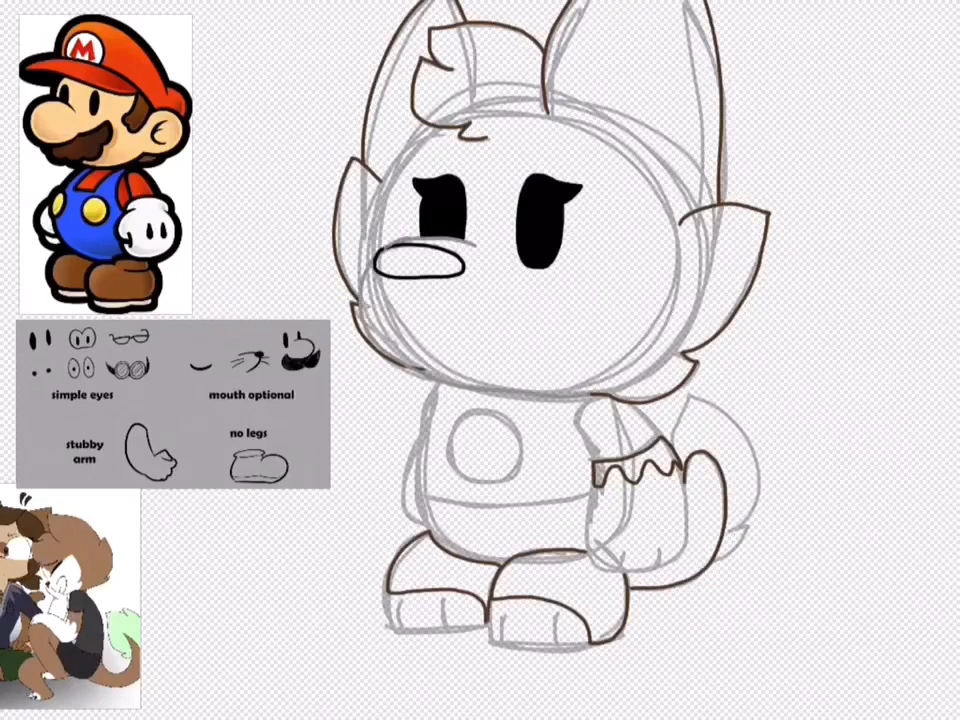 M
simple eyes
mouth optional
stubby
arm
no legs